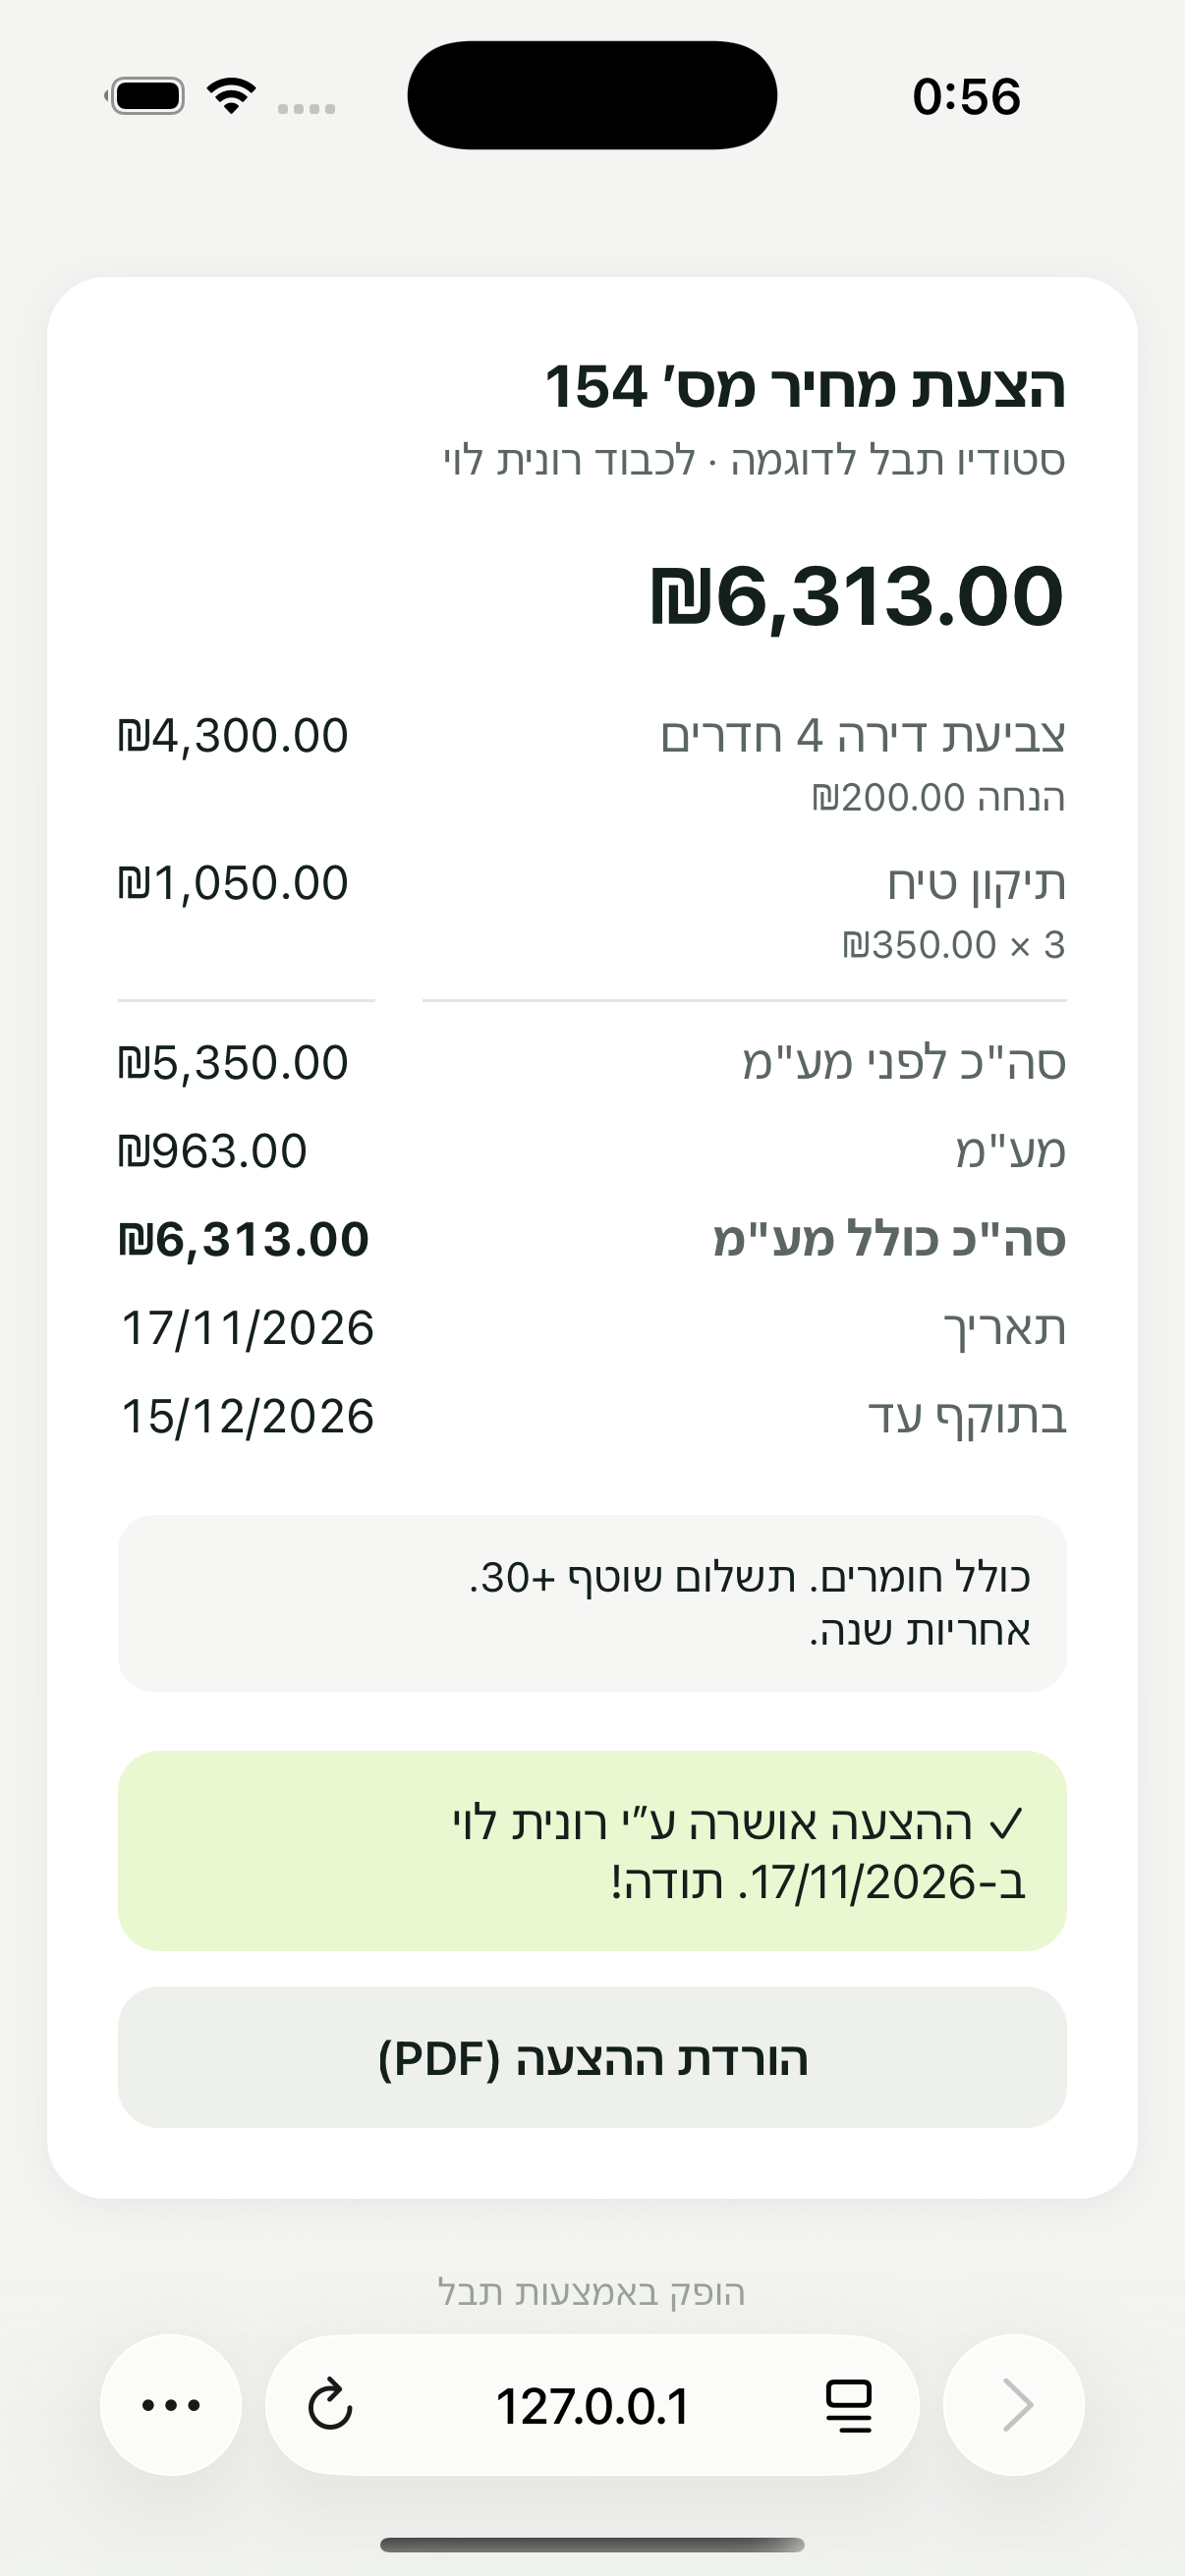 0:56
הצעת מחיר מס׳ 154
סטודיו תבל לדוגמה · לכבוד רונית לוי
₪6,313.00
צביעת דירה 4 חדרים ₪4,300.00
הנחה ₪200.00
תיקון טיח ₪1,050.00
3 × ₪350.00
סה"כ לפני מע"מ ₪5,350.00
מע"מ ₪963.00
סה"כ כולל מע"מ ₪6,313.00
תאריך 17/11/2026
בתוקף עד 15/12/2026
כולל חומרים. תשלום שוטף +30.
אחריות שנה.
✓ ההצעה אושרה ע״י רונית לוי
ב-17/11/2026. תודה!
הורדת ההצעה (PDF)
הופק באמצעות תבל
127.0.0.1